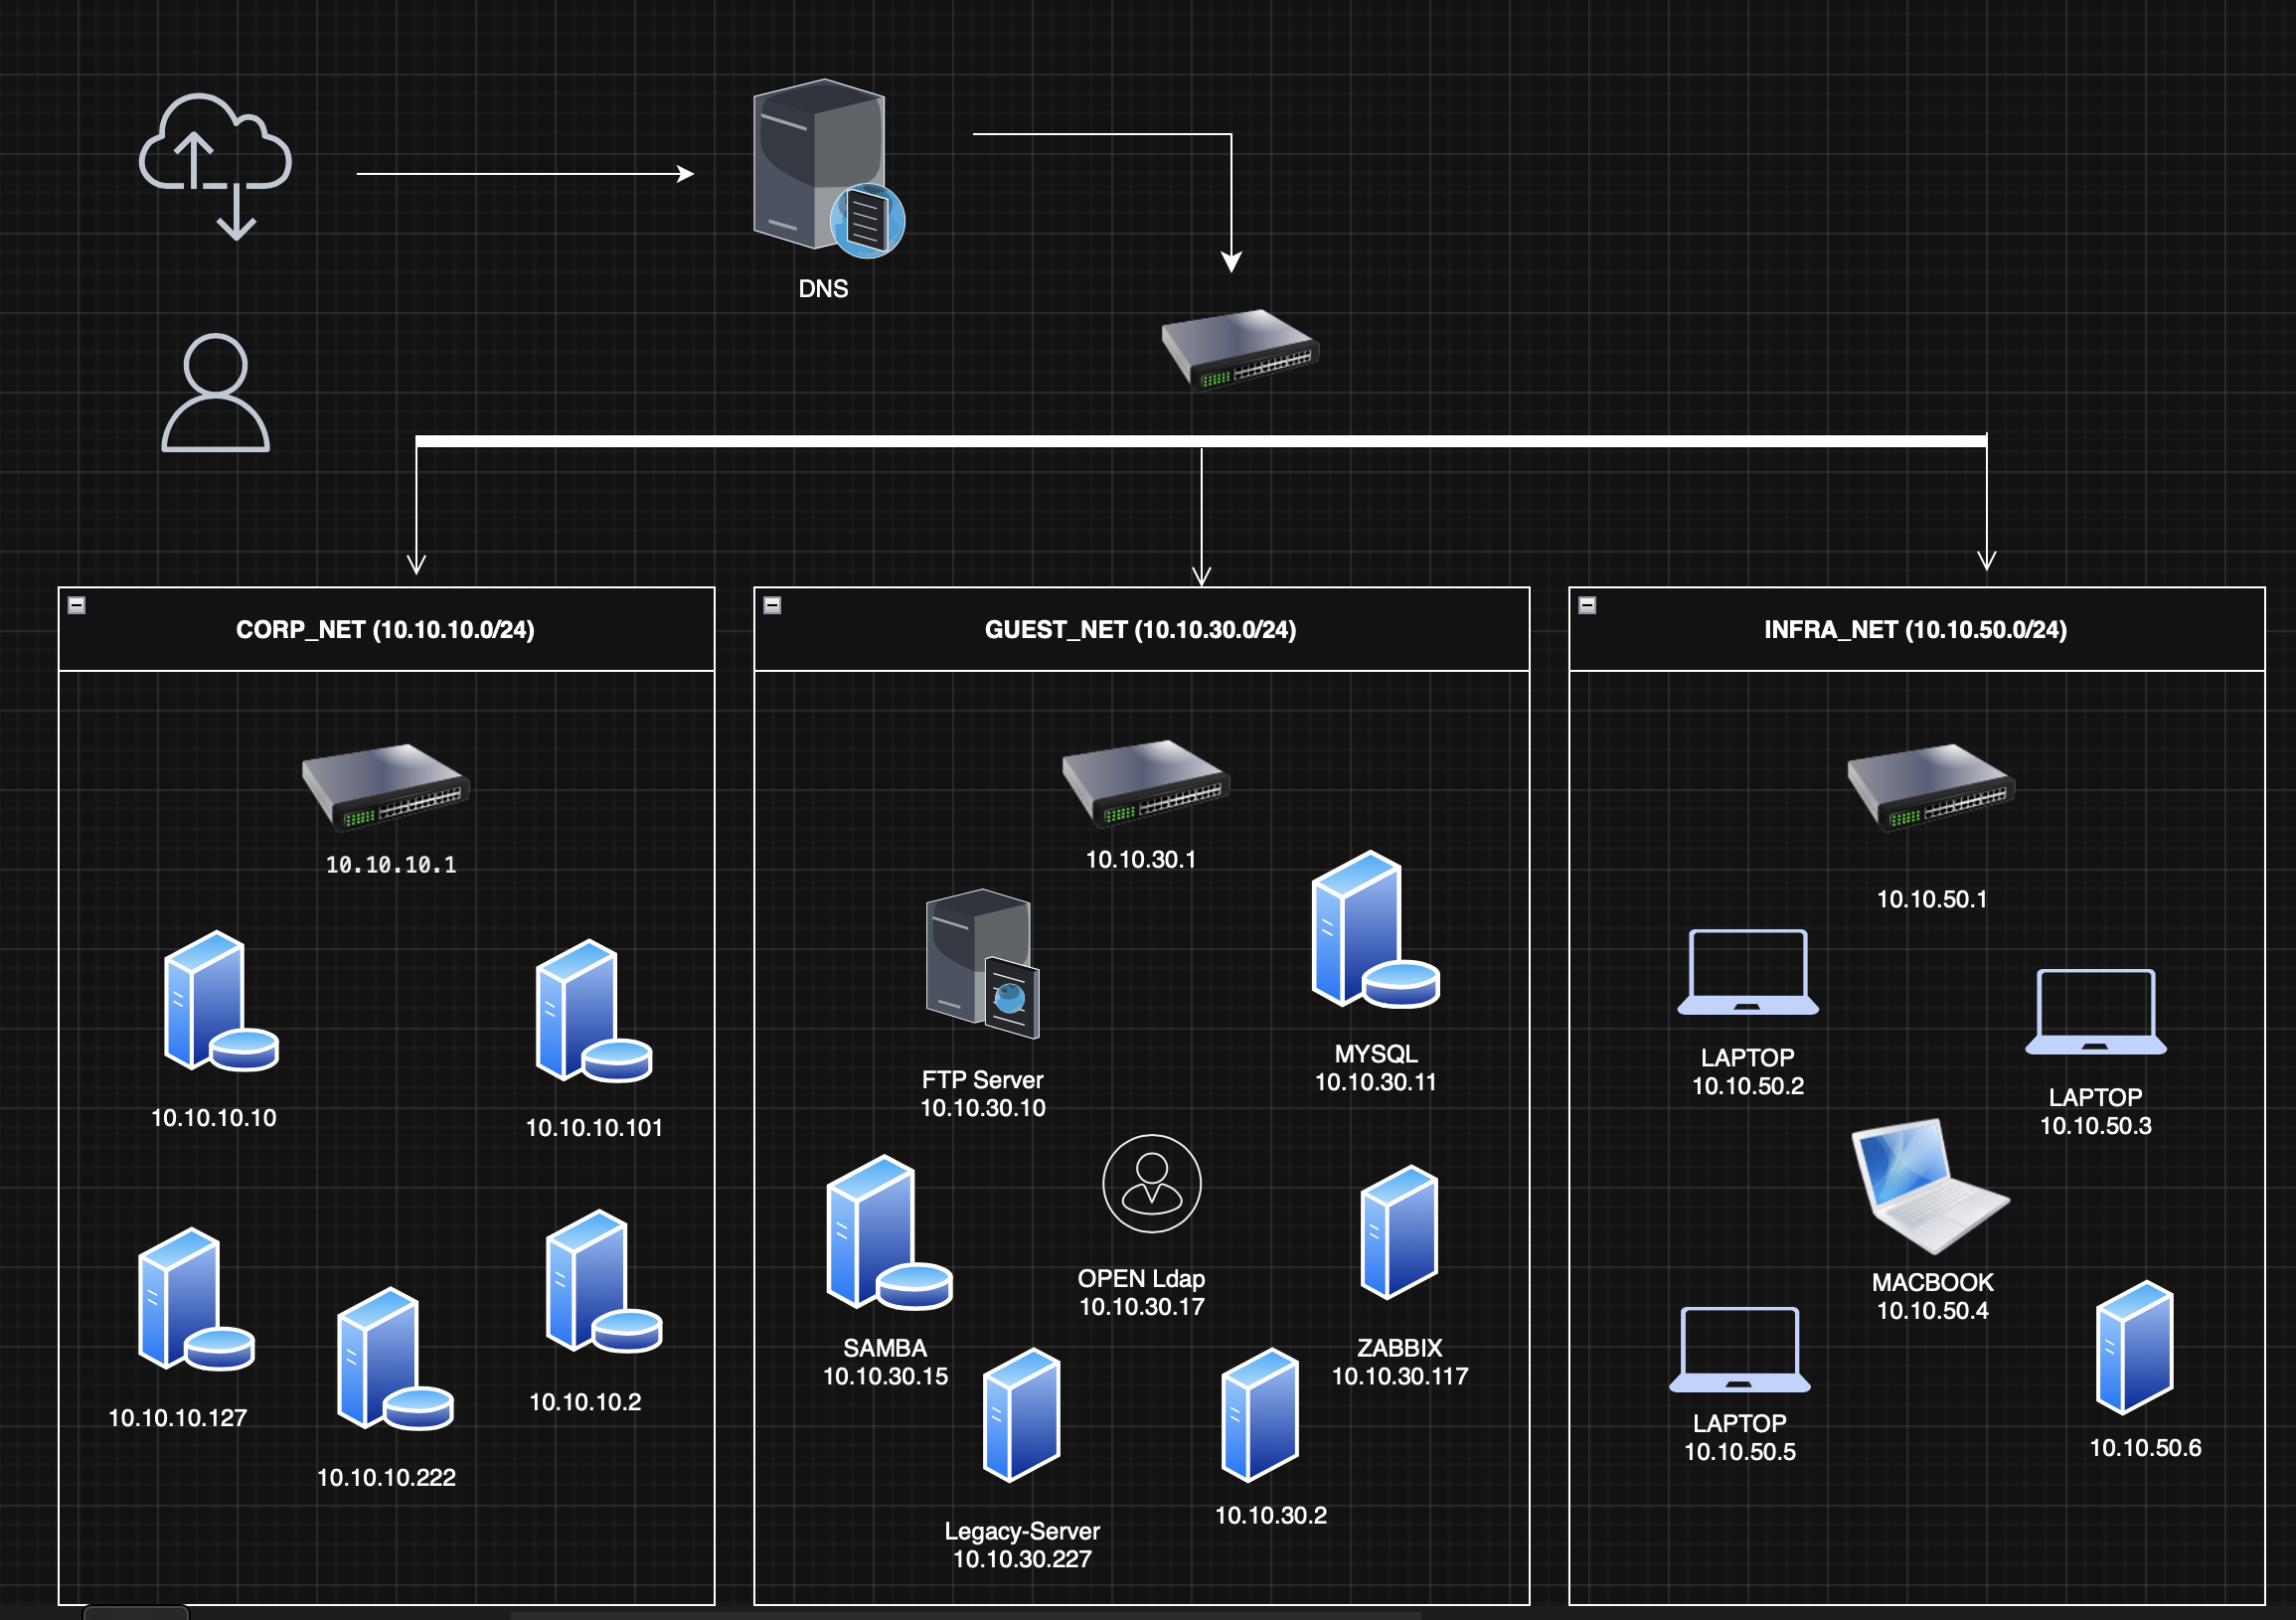 DNS
CORP_NET (10.10.10.0/24)
10.10.10.1
10.10.10.10
10.10.10.101
10.10.10.127
10.10.10.222
10.10.10.2
GUEST_NET (10.10.30.0/24)
10.10.30.1
FTP Server
10.10.30.10
MYSQL
10.10.30.11
SAMBA
10.10.30.15
OPEN Ldap
10.10.30.17
ZABBIX
10.10.30.117
Legacy-Server
10.10.30.227
10.10.30.2
INFRA_NET (10.10.50.0/24)
10.10.50.1
LAPTOP
10.10.50.2
LAPTOP
10.10.50.3
MACBOOK
10.10.50.4
LAPTOP
10.10.50.5
10.10.50.6